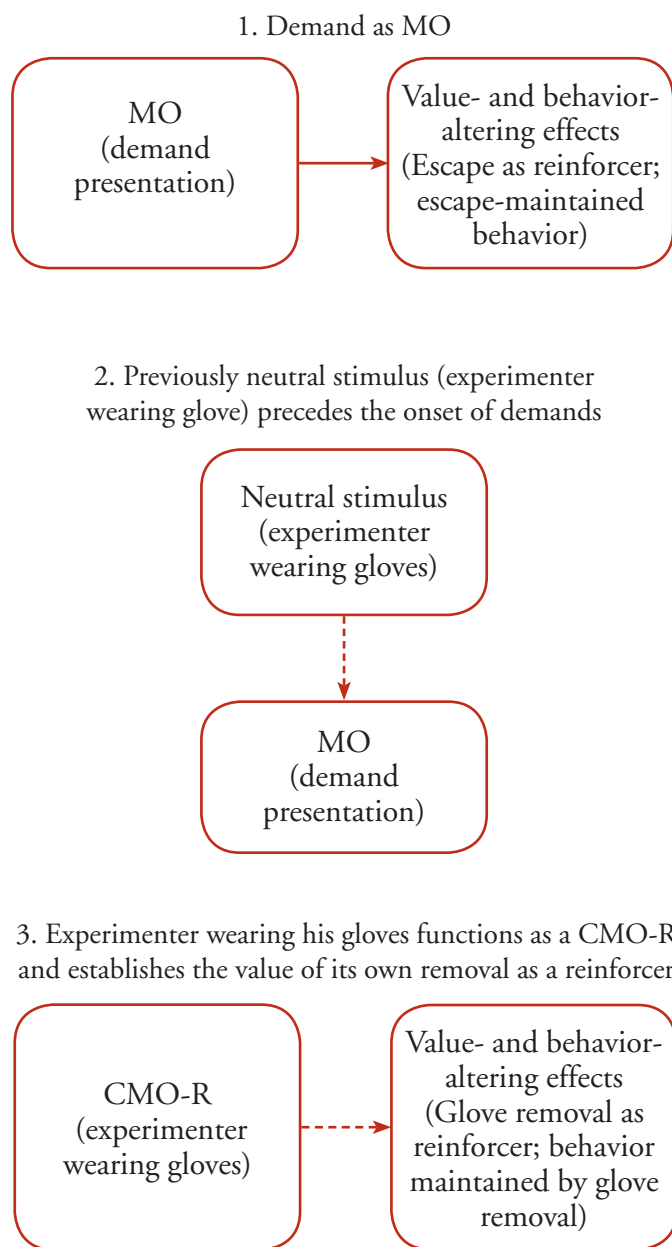 1. Demand as MO
MO
(demand
presentation)
Value- and behavior-
altering effects
(Escape as reinforcer;
escape-maintained
behavior)
2. Previously neutral stimulus (experimenter
wearing glove) precedes the onset of demands
Neutral stimulus
(experimenter
wearing gloves)
MO
(demand
presentation)
3. Experimenter wearing his gloves functions as a CMO-R
and establishes the value of its own removal as a reinforcer
CMO-R
(experimenter
wearing gloves)
Value- and behavior-
altering effects
(Glove removal as
reinforcer; behavior
maintained by glove
removal)